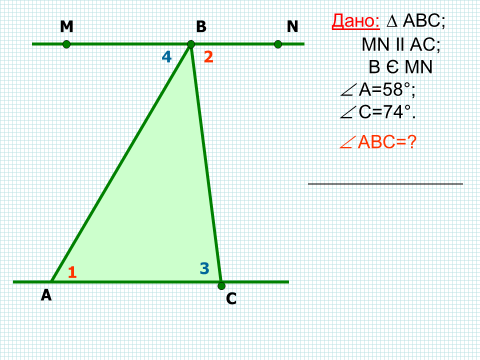 M B N
4 2
1 3
A C
Дано: ∆ ABC;
MN II AC;
B Є MN
∠A=58°;
∠C=74°.
∠ABC=?